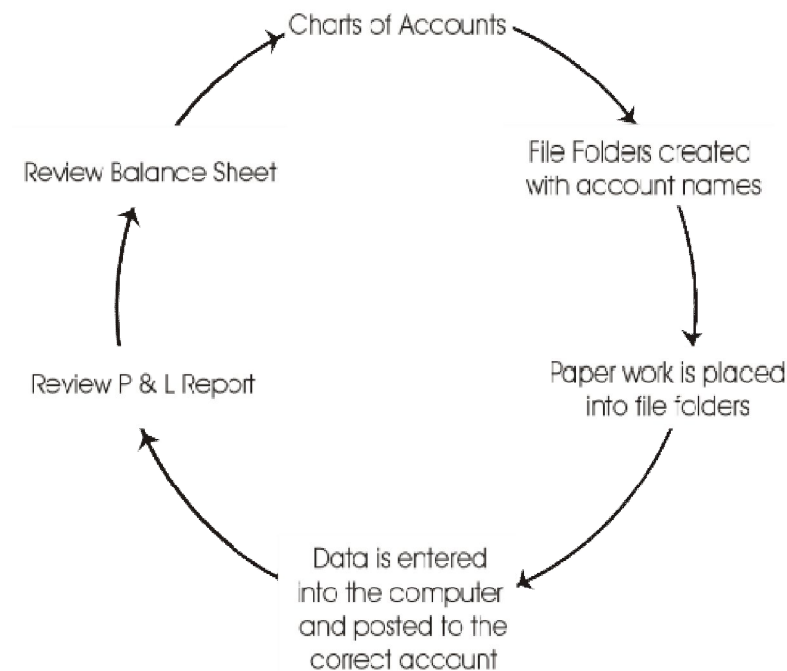 Charts of Accounts
File Folders created
with account names
Paper work is placed
into file folders
Data is entered
into the computer
and posted to the
correct account
Review P & L Report
Review Balance Sheet